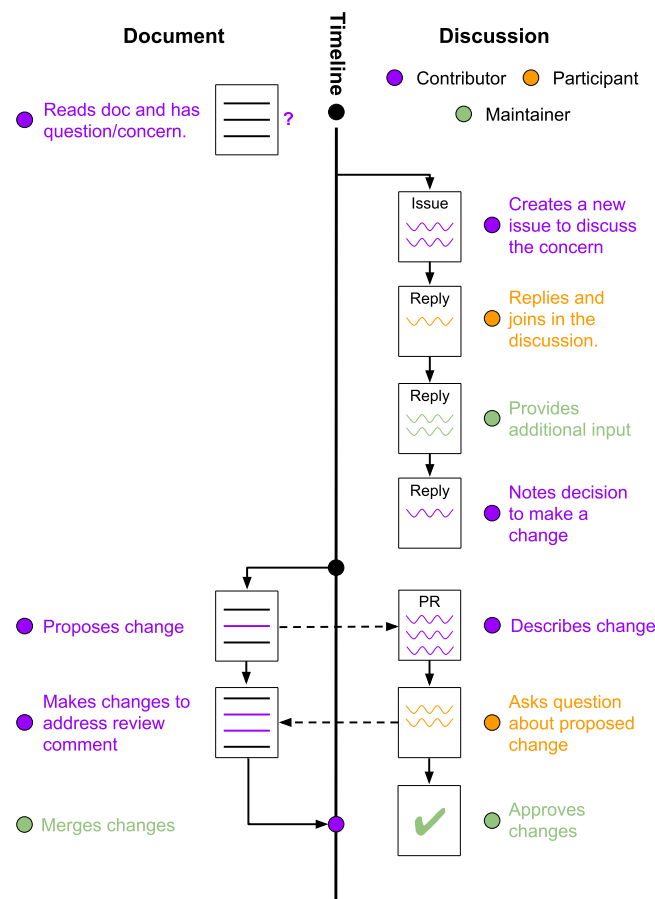 Document
Timeline
Discussion
Contributor
Participant
Maintainer
Reads doc and has
question/concern.
?
Issue
Creates a new
issue to discuss
the concern
Reply
Replies and
joins in the
discussion.
Reply
Provides
additional input
Reply
Notes decision
to make a
change
Proposes change
PR
Describes change
Makes changes to
address review
comment
Asks question
about proposed
change
Merges changes
Approves
changes